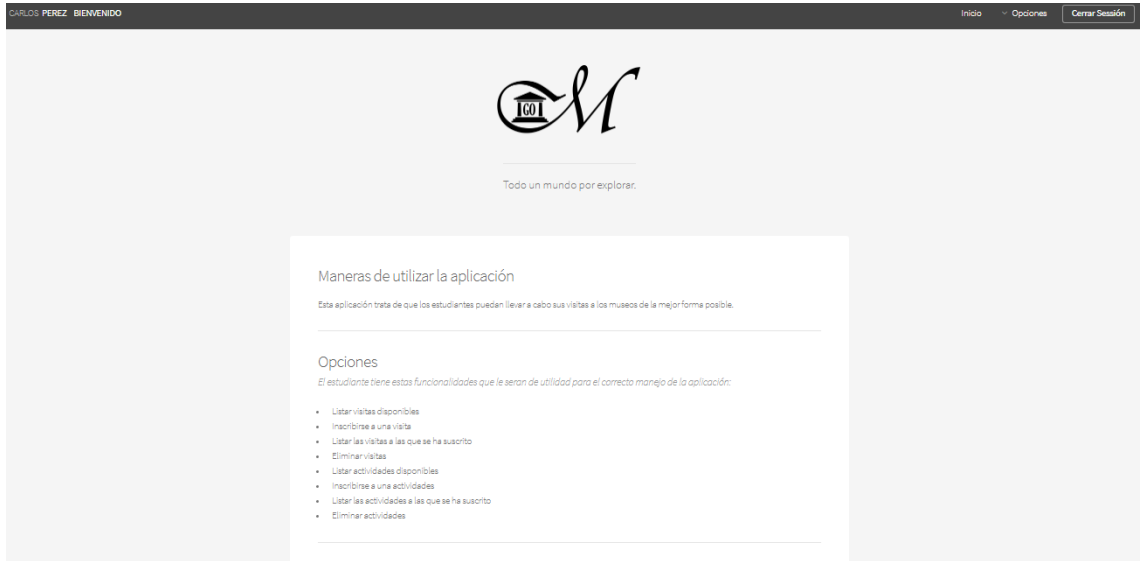 CARLOS PEREZ BIENVENIDO
Inicio
Opciones
Cerrar Sessión
GO M
Todo un mundo por explorar.
Maneras de utilizar la aplicación
Esta aplicación trata de que los estudiantes puedan llevar a cabo sus visitas a los museos de la mejor forma posible.
Opciones
El estudiante tiene estas funcionalidades que le seran de utilidad para el correcto manejo de la aplicación:
Listar visitas disponibles
Inscribirse a una visita
Listar las visitas a las que se ha suscrito
Eliminar visitas
Listar actividades disponibles
Inscribirse a una actividades
Listar las actividades a las que se ha suscrito
Eliminar actividades